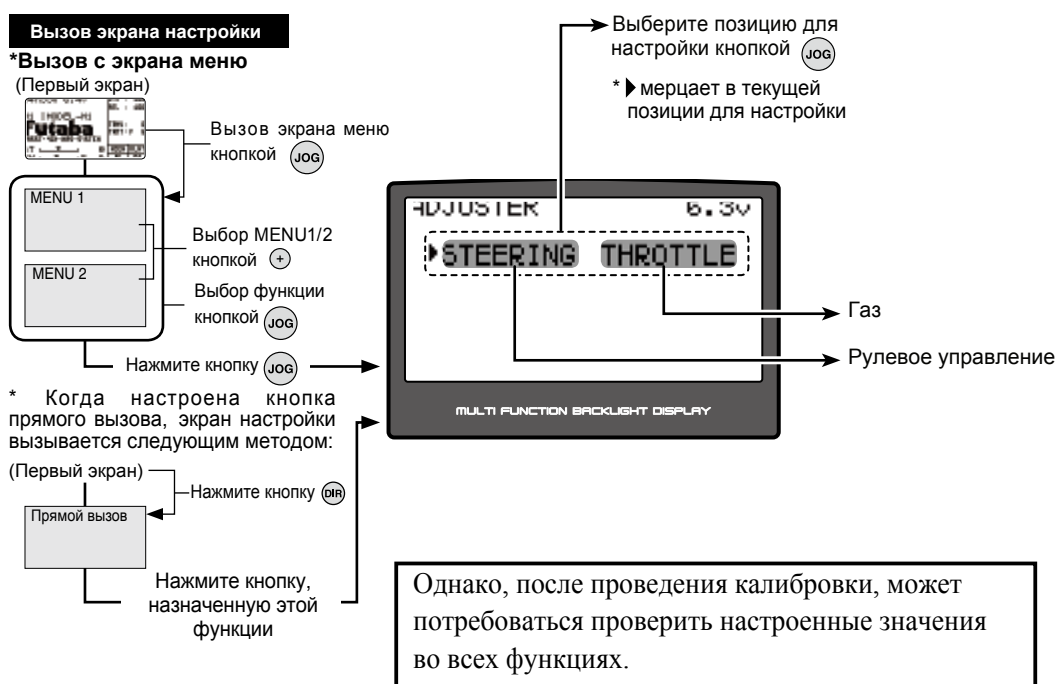 Вызов экрана настройки
*Вызов с экрана меню
(Первый экран)
Futaba
Вызов экрана меню
кнопкой JOG
MENU 1
MENU 2
Выбор MENU1/2
кнопкой +
Выбор функции
кнопкой JOG
Нажмите кнопку JOG
* Когда настроена кнопка
прямого вызова, экран настройки
вызывается следующим методом:
(Первый экран)
Нажмите кнопку DIR
Прямой вызов
Нажмите кнопку,
назначенную этой
функции
Выберите позицию для
настройки кнопкой JOG
* мерцает в текущей
позиции для настройки
ADJUSTER 6.3V
STEERING THROTTLE
MULTI FUNCTION BACKLIGHT DISPLAY
Газ
Рулевое управление
Однако, после проведения калибровки, может
потребоваться проверить настроенные значения
во всех функциях.